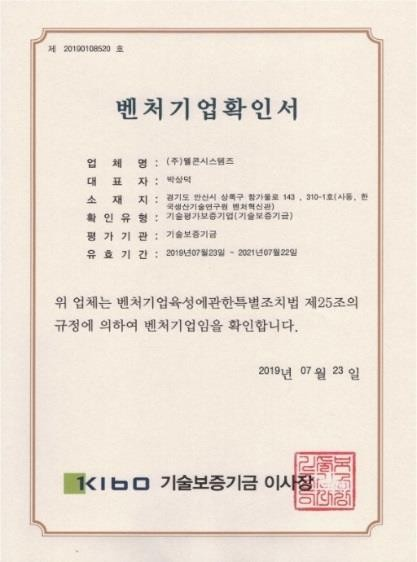 제 20190108520 호
벤처기업확인서
업 체 명 : (주)웰콘시스템즈
대 표 자 : 박상덕
소 재 지 : 경기도 안산시 상록구 항가울로 143 , 310-1호(사동, 한
국생산기술연구원 벤처혁신관)
확 인 유 형 : 기술평가보증기업(기술보증기금)
평 가 기 관 : 기술보증기금
유 효 기 간 : 2019년07월23일 ~ 2021년07월22일
위 업체는 벤처기업육성에관한특별조치법 제25조의
규정에 의하여 벤처기업임을 확인합니다.
2019년 07월 23 일
KIBO 기술보증기금 이사장